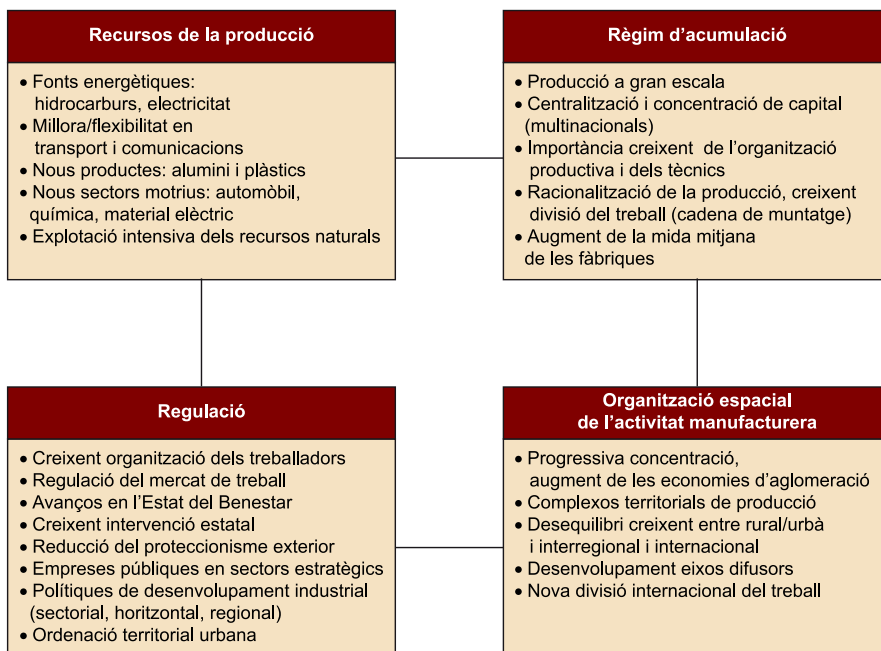 Recursos de la producció
• Fonts energètiques:
hidrocarburs, electricitat
• Millora/flexibilitat en
transport i comunicacions
• Nous productes: alumini i plàstics
• Nous sectors motrius: automòbil,
química, material elèctric
• Explotació intensiva dels recursos naturals
Règim d’acumulació
• Producció a gran escala
• Centralització i concentració de capital
(multinacionals)
• Importància creixent de l’organització
productiva i dels tècnics
• Racionalització de la producció, creixent
divisió del treball (cadena de muntatge)
• Augment de la mida mitjana
de les fàbriques
Regulació
• Creixent organització dels treballadors
• Regulació del mercat de treball
• Avanços en l’Estat del Benestar
• Creixent intervenció estatal
• Reducció del proteccionisme exterior
• Empreses públiques en sectors estratègics
• Polítiques de desenvolupament industrial
(sectorial, horitzontal, regional)
• Ordenació territorial urbana
Organització espacial
de l’activitat manufacturera
• Progressiva concentració,
augment de les economies d’aglomeració
• Complexos territorials de producció
• Desequilibri creixent entre rural/urbà
i interregional i internacional
• Desenvolupament eixos difusors
• Nova divisió internacional del treball